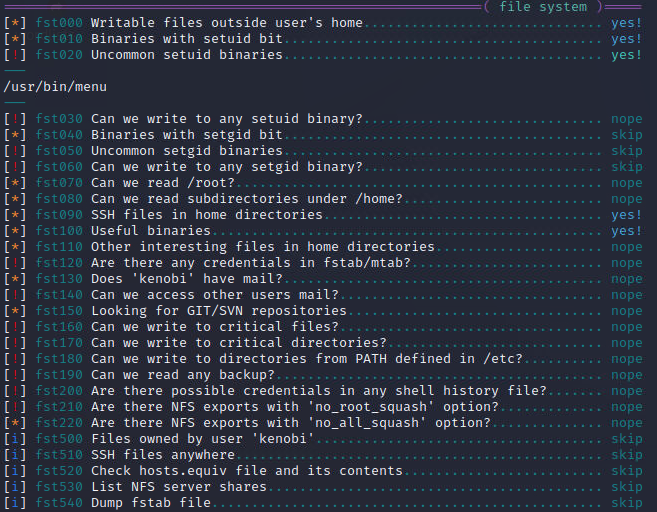 ( file system )
[*] fst000 Writable files outside user's home.............................. yes!
[*] fst010 Binaries with setuid bit........................................ yes!
[!] fst020 Uncommon setuid binaries........................................ yes!
---
/usr/bin/menu
---
[!] fst030 Can we write to any setuid binary?.............................. nope
[*] fst040 Binaries with setgid bit........................................ skip
[!] fst050 Uncommon setgid binaries........................................ skip
[!] fst060 Can we write to any setgid binary?.............................. skip
[*] fst070 Can we read /root?.............................................. nope
[*] fst080 Can we read subdirectories under /home?......................... nope
[*] fst090 SSH files in home directories................................... yes!
[*] fst100 Useful binaries................................................. yes!
[*] fst110 Other interesting files in home directories..................... nope
[!] fst120 Are there any credentials in fstab/mtab?........................ nope
[*] fst130 Does 'kenobi' have mail?........................................ nope
[!] fst140 Can we access other users mail?................................. nope
[*] fst150 Looking for GIT/SVN repositories................................ nope
[!] fst160 Can we write to critical files?................................. nope
[!] fst170 Can we write to critical directories?........................... nope
[!] fst180 Can we write to directories from PATH defined in /etc?.......... nope
[!] fst190 Can we read any backup?......................................... nope
[!] fst200 Are there possible credentials in any shell history file?....... nope
[!] fst210 Are there NFS exports with 'no_root_squash' option?............. nope
[*] fst220 Are there NFS exports with 'no_all_squash' option?.............. nope
[i] fst500 Files owned by user 'kenobi'.................................... skip
[i] fst510 SSH files anywhere.............................................. skip
[i] fst520 Check hosts.equiv file and its contents......................... skip
[i] fst530 List NFS server shares.......................................... skip
[i] fst540 Dump fstab file................................................. skip